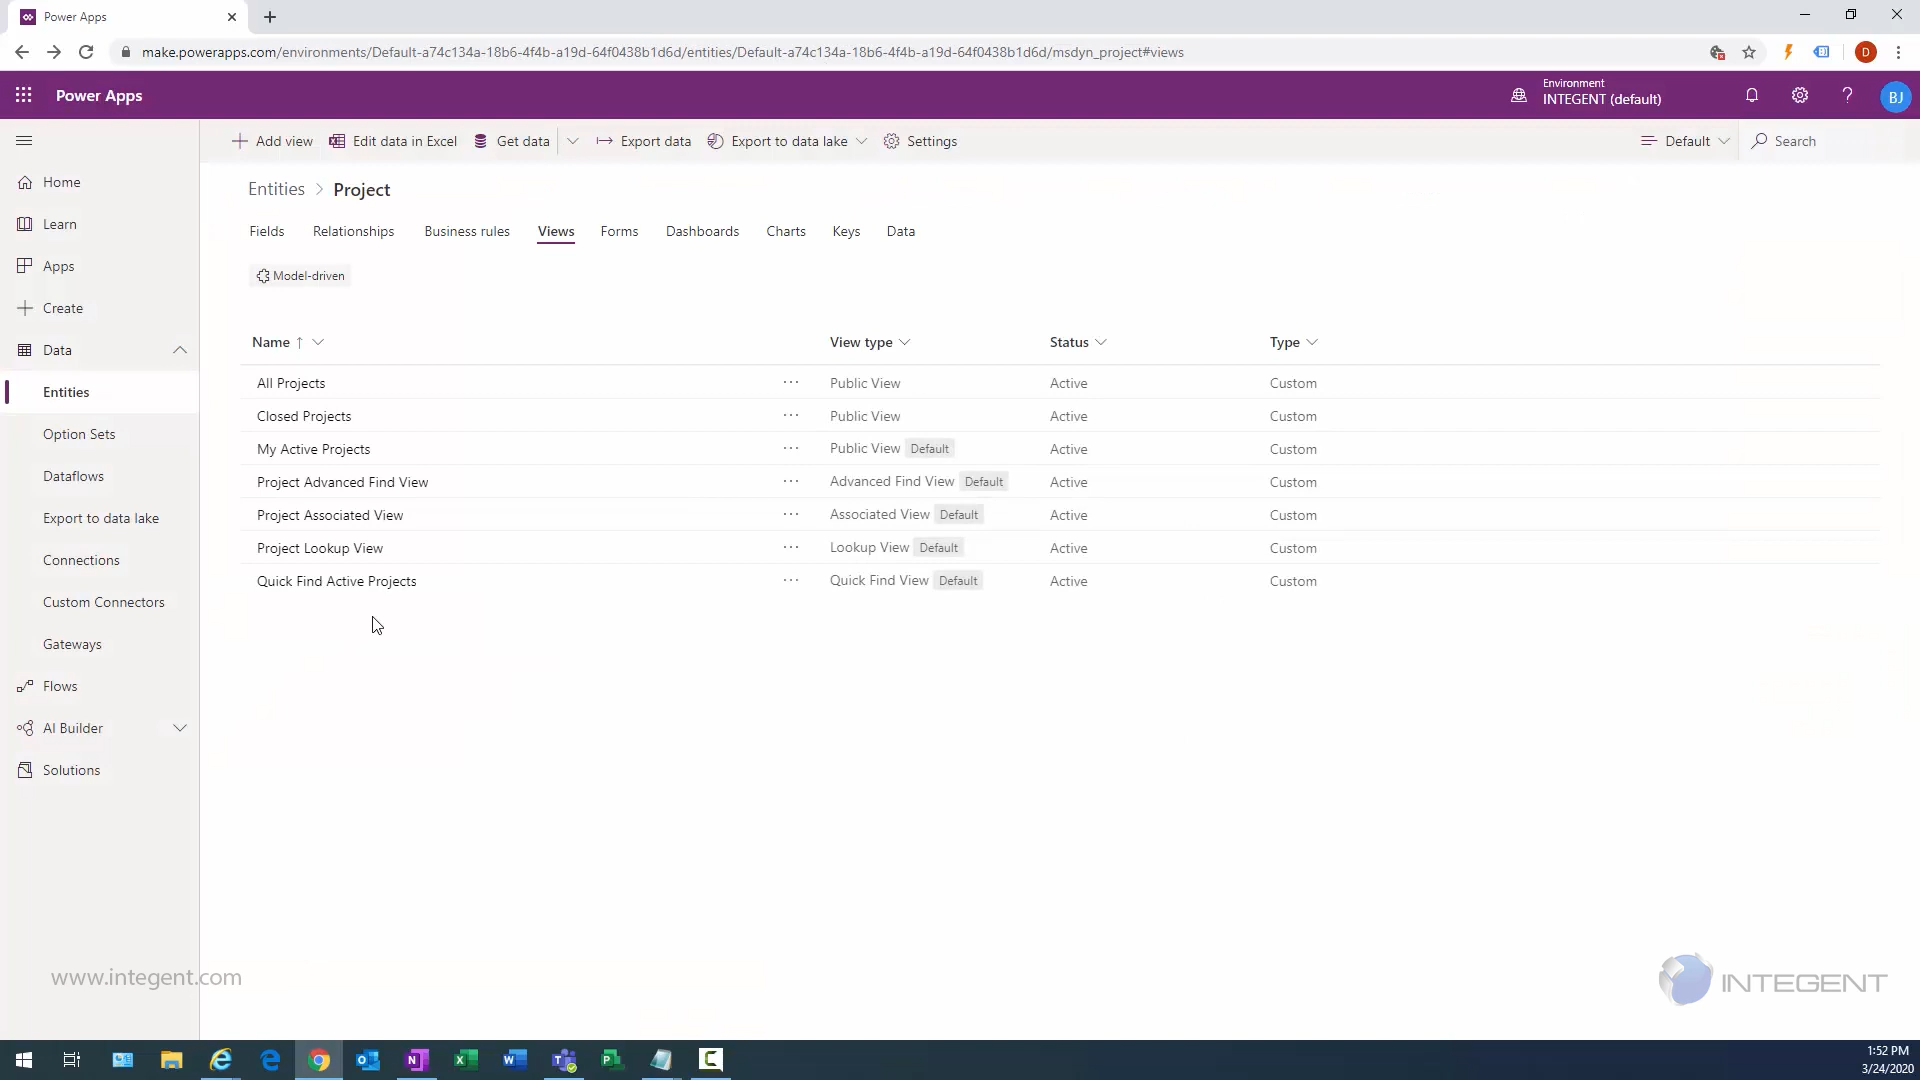 Power Apps
make.powerapps.com/environments/Default-a74c134a-18b6-4f4b-a19d-64f0438b1d6d/entities/Default-a74c134a-18b6-4f4b-a19d-64f0438b1d6d/msdyn_project#views
D
Power Apps
Environment
INTEGENT (default)
?
BJ
Add view
Edit data in Excel
Get data
Export data
Export to data lake
Settings
Default
Search
Home
Learn
Apps
Create
Data
Entities
Option Sets
Dataflows
Export to data lake
Connections
Custom Connectors
Gateways
Flows
AI Builder
Solutions
Entities > Project
Fields Relationships Business rules Views Forms Dashboards Charts Keys Data
Model-driven
Name View type Status Type
All Projects ... Public View Active Custom
Closed Projects ... Public View Active Custom
My Active Projects ... Public View Default Active Custom
Project Advanced Find View ... Advanced Find View Default Active Custom
Project Associated View ... Associated View Default Active Custom
Project Lookup View ... Lookup View Default Active Custom
Quick Find Active Projects ... Quick Find View Default Active Custom
www.integent.com
INTEGENT
1:52 PM
3/24/2020